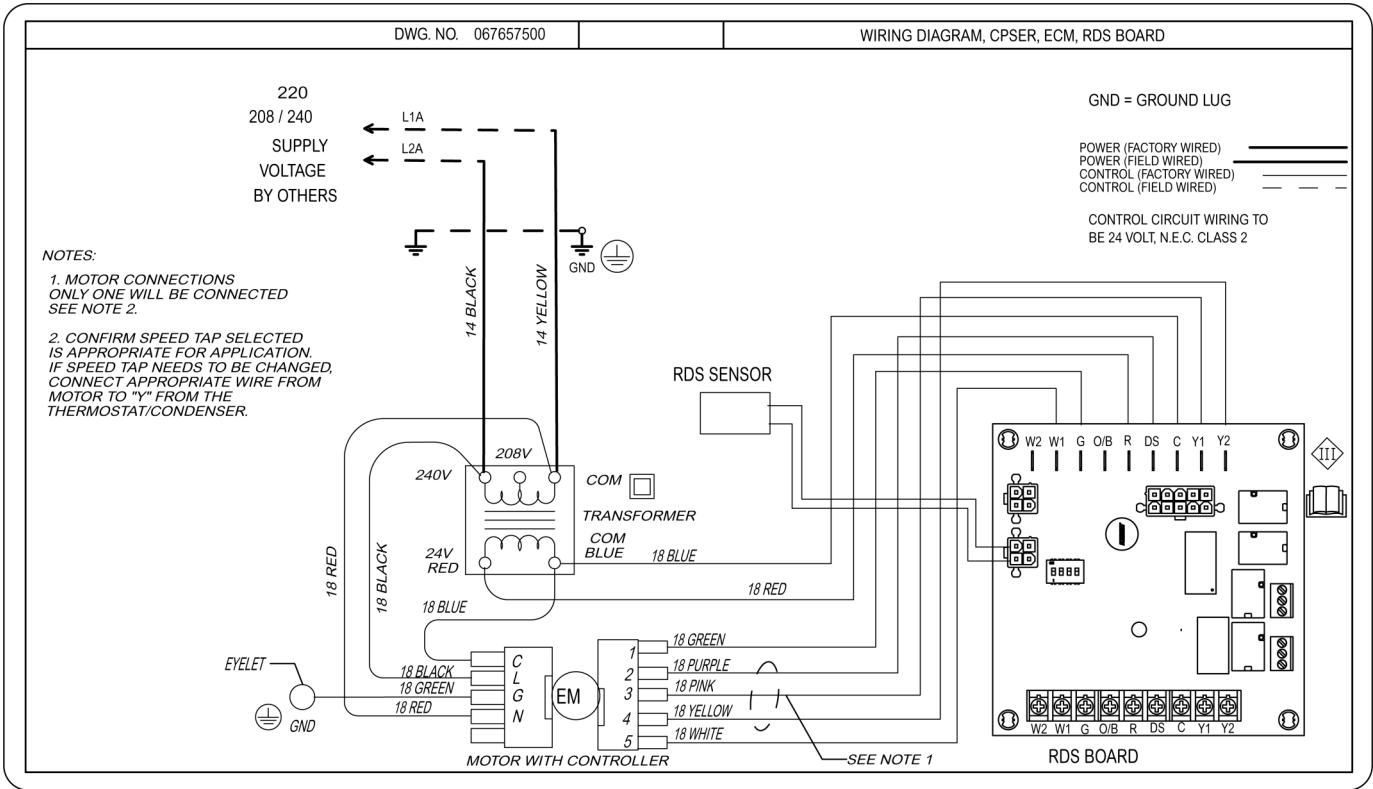 DWG. NO. 067657500
WIRING DIAGRAM, CPSER, ECM, RDS BOARD
220
208 / 240
SUPPLY
VOLTAGE
BY OTHERS
L1A
L2A
GND = GROUND LUG
POWER (FACTORY WIRED)
POWER (FIELD WIRED)
CONTROL (FACTORY WIRED)
CONTROL (FIELD WIRED)
CONTROL CIRCUIT WIRING TO
BE 24 VOLT, N.E.C. CLASS 2
NOTES:
1. MOTOR CONNECTIONS
ONLY ONE WILL BE CONNECTED
SEE NOTE 2.
2. CONFIRM SPEED TAP SELECTED
IS APPROPRIATE FOR APPLICATION.
IF SPEED TAP NEEDS TO BE CHANGED,
CONNECT APPROPRIATE WIRE FROM
MOTOR TO "Y" FROM THE
THERMOSTAT/CONDENSER.
GND
14 BLACK
14 YELLOW
RDS SENSOR
W2 W1 G O/B R DS C Y1 Y2
III
208V
240V
COM
TRANSFORMER
COM
BLUE
24V
RED
18 BLUE
18 RED
18 RED
18 BLACK
18 BLUE
EYELET
GND
18 BLACK
18 GREEN
18 RED
C
L
G
N
EM
1
2
3
4
5
18 GREEN
18 PURPLE
18 PINK
18 YELLOW
18 WHITE
MOTOR WITH CONTROLLER
SEE NOTE 1
W2 W1 G O/B R DS C Y1 Y2
RDS BOARD